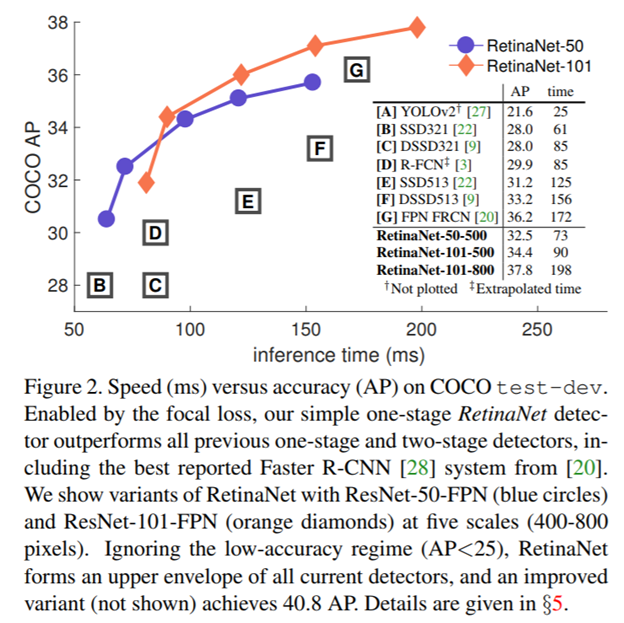 38
36
34
32
30
28
COCO AP
50
100
150
200
250
inference time (ms)
B
C
D
E
F
G
RetinaNet-50
RetinaNet-101
AP time
[A] YOLOv2† [27] 21.6 25
[B] SSD321 [22] 28.0 61
[C] DSSD321 [9] 28.0 85
[D] R-FCN‡ [3] 29.9 85
[E] SSD513 [22] 31.2 125
[F] DSSD513 [9] 33.2 156
[G] FPN FRCN [20] 36.2 172
RetinaNet-50-500 32.5 73
RetinaNet-101-500 34.4 90
RetinaNet-101-800 37.8 198
†Not plotted ‡Extrapolated time
Figure 2. Speed (ms) versus accuracy (AP) on COCO test-dev.
Enabled by the focal loss, our simple one-stage RetinaNet detec-
tor outperforms all previous one-stage and two-stage detectors, in-
cluding the best reported Faster R-CNN [28] system from [20].
We show variants of RetinaNet with ResNet-50-FPN (blue circles)
and ResNet-101-FPN (orange diamonds) at five scales (400-800
pixels). Ignoring the low-accuracy regime (AP<25), RetinaNet
forms an upper envelope of all current detectors, and an improved
variant (not shown) achieves 40.8 AP. Details are given in §5.